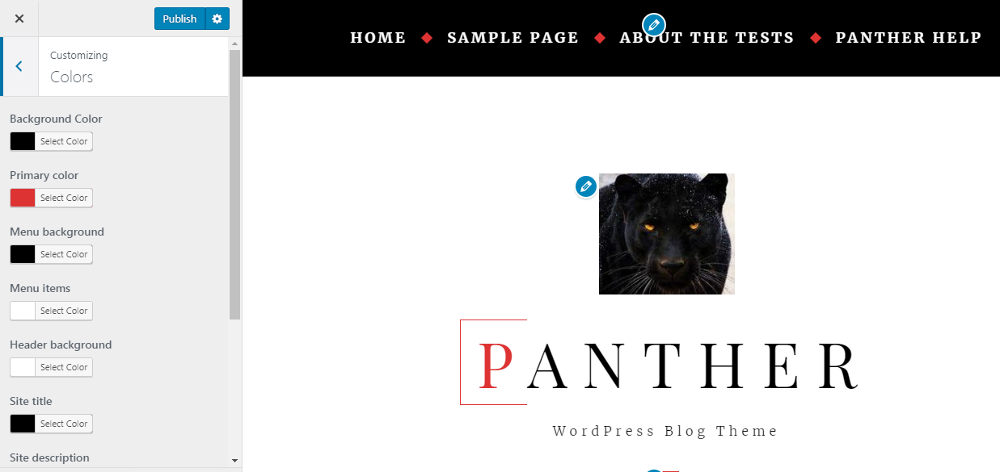 Publish
Customizing
Colors
Background Color
Select Color
Primary color
Select Color
Menu background
Select Color
Menu items
Select Color
Header background
Select Color
Site title
Select Color
Site description
HOME SAMPLE PAGE ABOUT THE TESTS PANTHER HELP
PANTHER
WordPress Blog Theme